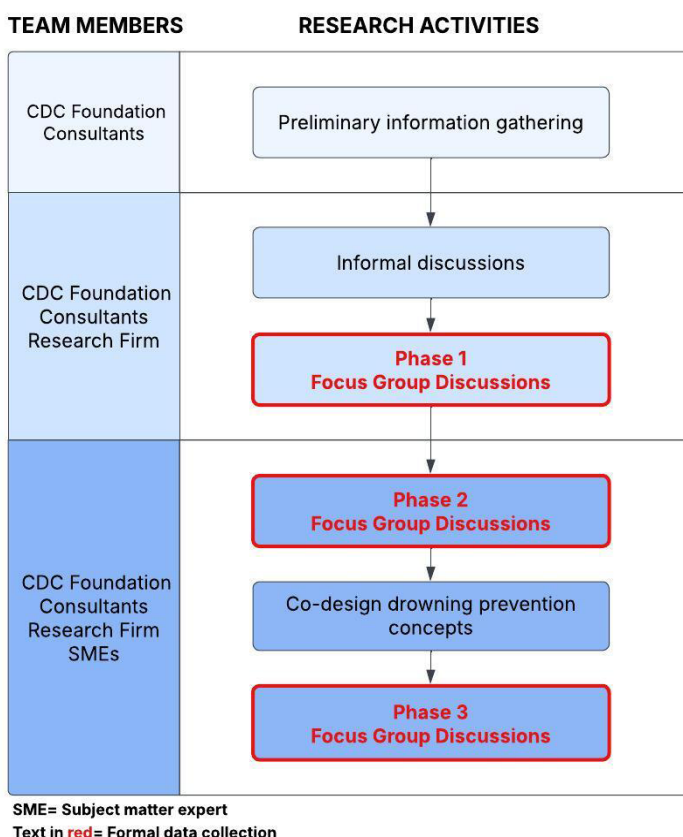 TEAM MEMBERS
RESEARCH ACTIVITIES
CDC Foundation
Consultants
Preliminary information gathering
CDC Foundation
Consultants
Research Firm
Informal discussions
Phase 1
Focus Group Discussions
CDC Foundation
Consultants
Research Firm
SMEs
Phase 2
Focus Group Discussions
Co-design drowning prevention
concepts
Phase 3
Focus Group Discussions
SME= Subject matter expert
Text in red= Formal data collection